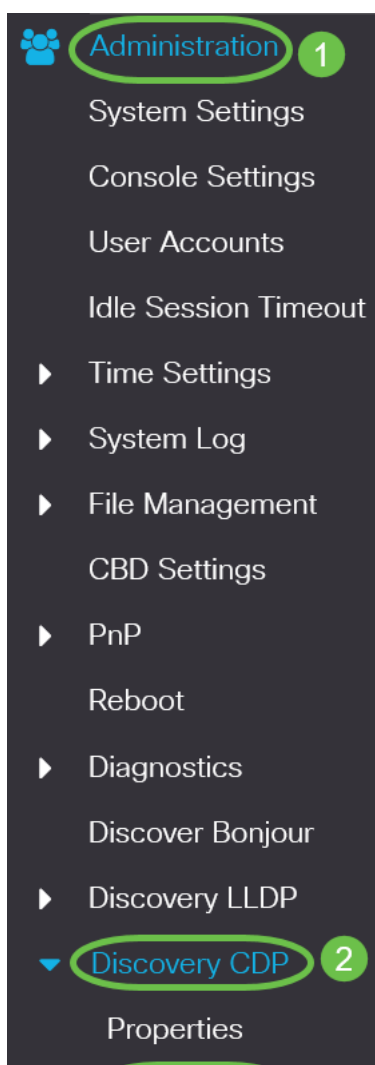 Administration 1
System Settings
Console Settings
User Accounts
Idle Session Timeout
Time Settings
System Log
File Management
CBD Settings
PnP
Reboot
Diagnostics
Discover Bonjour
Discovery LLDP
Discovery CDP 2
Properties